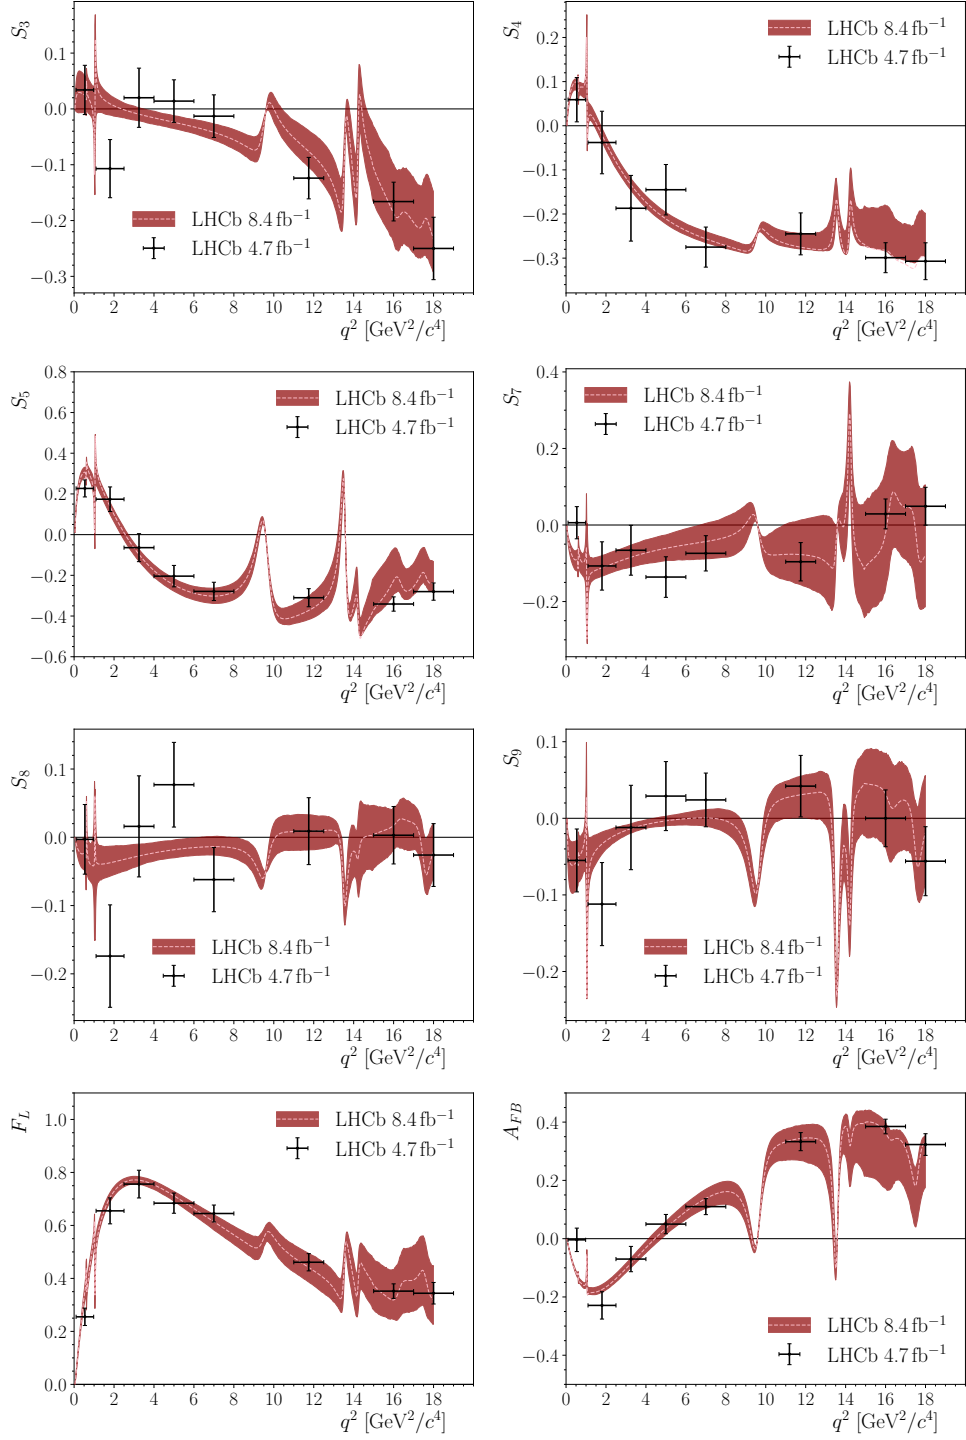 S₃
0.1
0.0
−0.1
−0.2
−0.3
LHCb 8.4 fb⁻¹
LHCb 4.7 fb⁻¹
0 2 4 6 8 10 12 14 16 18
q² [GeV²/c⁴]
S₄
0.2
0.1
0.0
−0.1
−0.2
−0.3
LHCb 8.4 fb⁻¹
LHCb 4.7 fb⁻¹
0 2 4 6 8 10 12 14 16 18
q² [GeV²/c⁴]
S₅
0.8
0.6
0.4
0.2
0.0
−0.2
−0.4
−0.6
LHCb 8.4 fb⁻¹
LHCb 4.7 fb⁻¹
0 2 4 6 8 10 12 14 16 18
q² [GeV²/c⁴]
S₇
0.4
0.2
0.0
−0.2
LHCb 8.4 fb⁻¹
LHCb 4.7 fb⁻¹
0 2 4 6 8 10 12 14 16 18
q² [GeV²/c⁴]
S₈
0.1
0.0
−0.1
−0.2
LHCb 8.4 fb⁻¹
LHCb 4.7 fb⁻¹
0 2 4 6 8 10 12 14 16 18
q² [GeV²/c⁴]
S₉
0.1
0.0
−0.1
−0.2
LHCb 8.4 fb⁻¹
LHCb 4.7 fb⁻¹
0 2 4 6 8 10 12 14 16 18
q² [GeV²/c⁴]
F_L
1.0
0.8
0.6
0.4
0.2
0.0
LHCb 8.4 fb⁻¹
LHCb 4.7 fb⁻¹
0 2 4 6 8 10 12 14 16 18
q² [GeV²/c⁴]
A_FB
0.4
0.2
0.0
−0.2
−0.4
LHCb 8.4 fb⁻¹
LHCb 4.7 fb⁻¹
0 2 4 6 8 10 12 14 16 18
q² [GeV²/c⁴]